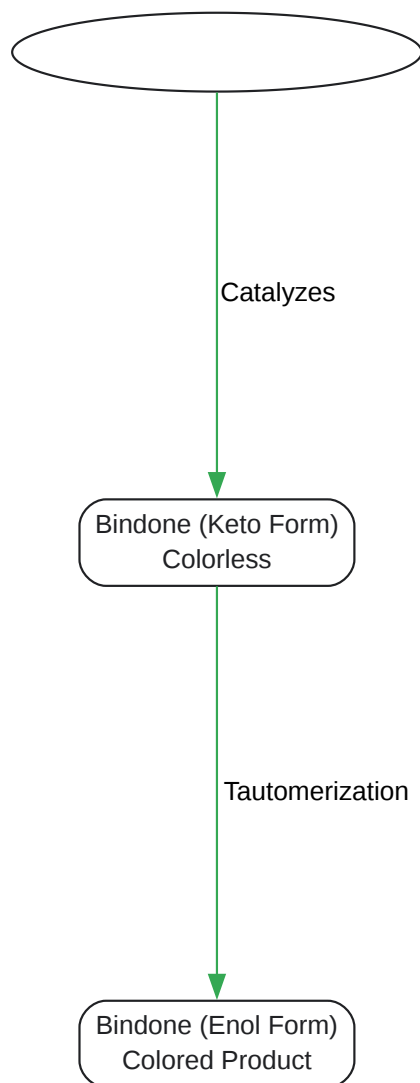 Catalyzes
Bindone (Keto Form)
Colorless
Tautomerization
Bindone (Enol Form)
Colored Product